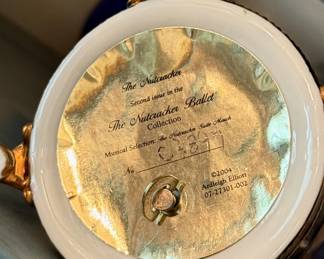 The Nutcracker
Second issue in the
The Nutcracker Ballet
Collection
Musical Selection: The Nutcracker Suite March
No.
©2004
Ardleigh Elliott
07-27301-002